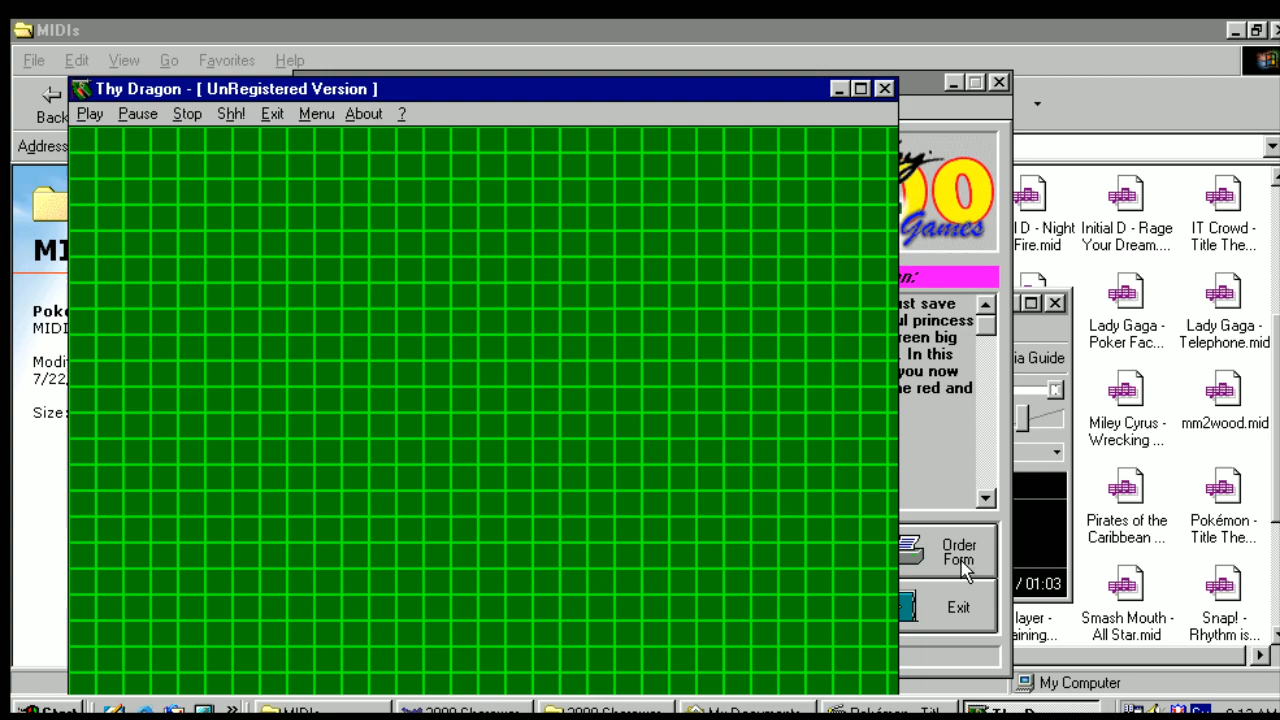 MIDIs
File Edit View Go Favorites Help
Thy Dragon - [ UnRegistered Version ]
Back
Play Pause Stop Shh! Exit Menu About ?
Address
Games
ust save
princess
big
. In this
you now
red and
ia Guide
Order
Form
Exit
/ 01:03
Night
Fire.mid
Initial D - Rage
Your Dream....
IT Crowd -
Title The...
Lady Gaga -
Poker Fac...
Lady Gaga -
Telephone.mid
Miley Cyrus -
Wrecking ...
mm2wood.mid
Pirates of the
Caribbean ...
Pokémon -
Title The...
layer -
aining...
Smash Mouth -
All Star.mid
Snap! -
Rhythm is...
MIDI
7/22,
Size:
My Computer
Start
MIDIs
My Documents